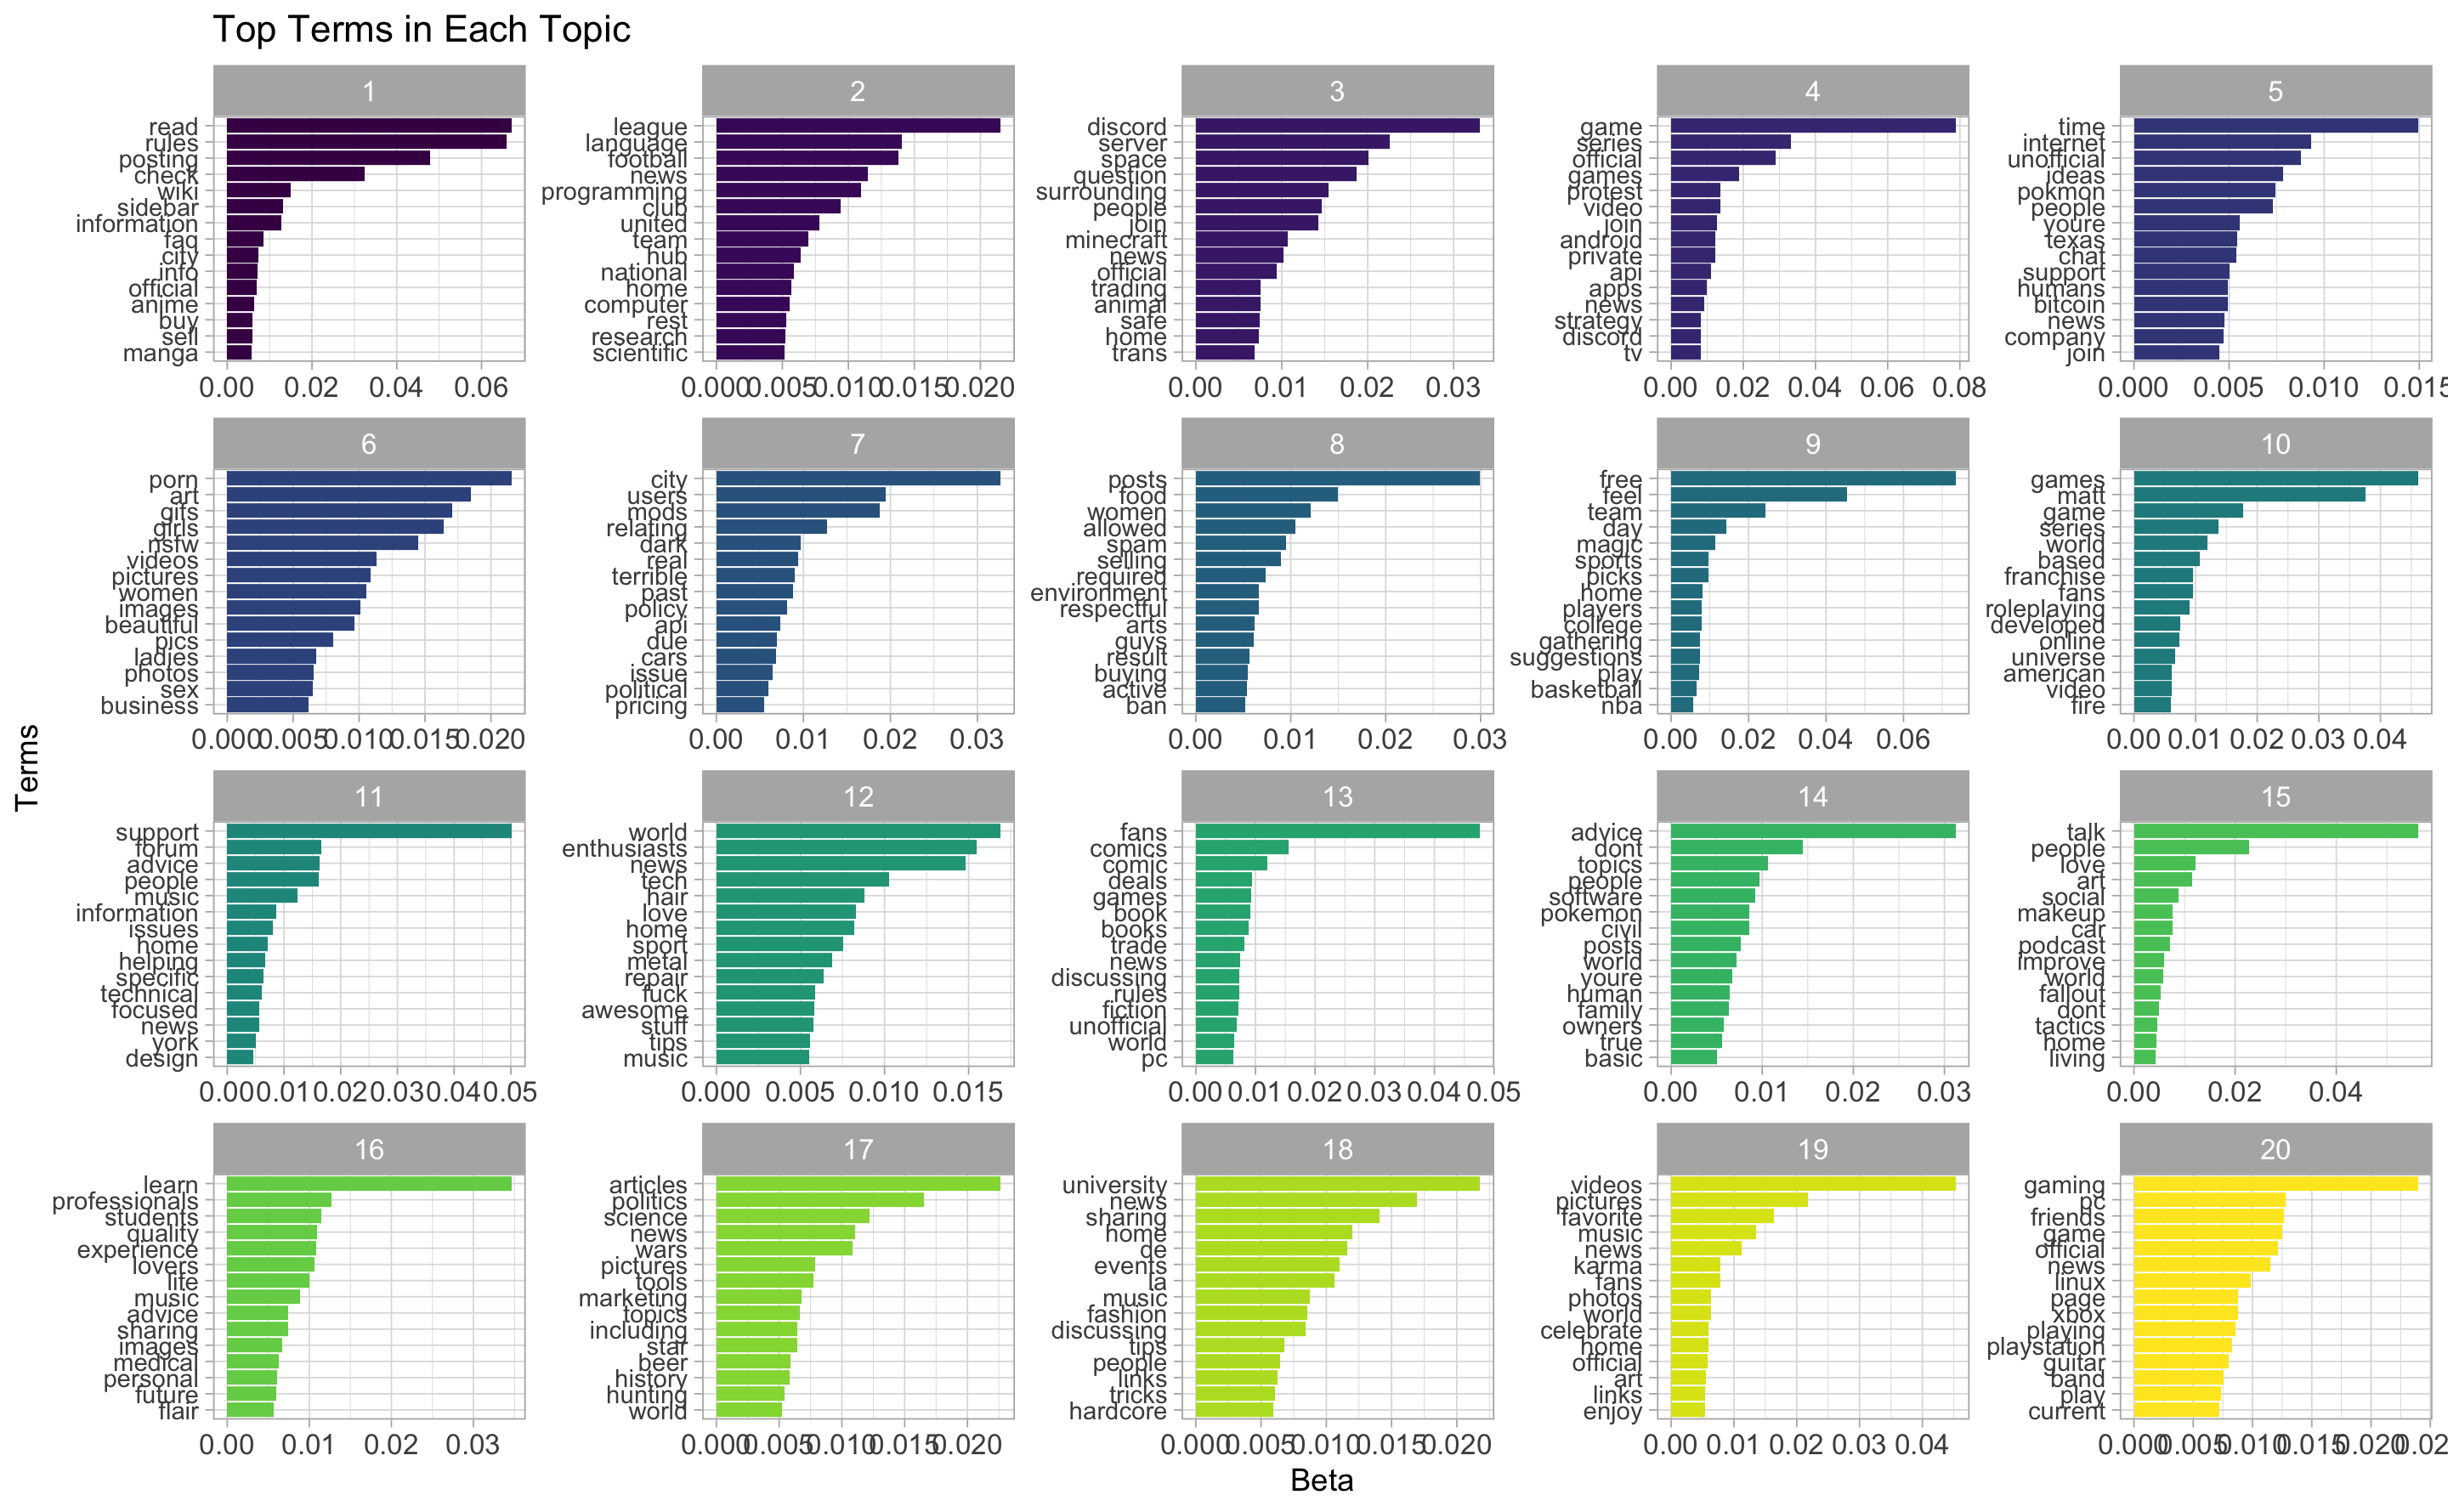 Top Terms in Each Topic
1
read
rules
posting
check
wiki
sidebar
information
faq
city
info
official
anime
buy
sell
manga
0.00 0.02 0.04 0.06
2
league
language
football
news
programming
club
united
team
hub
national
home
computer
rest
research
scientific
0.000 0.005 0.010 0.015 0.020
3
discord
server
space
question
surrounding
people
join
minecraft
news
official
trading
animal
safe
home
trans
0.00 0.01 0.02 0.03
4
game
series
official
games
protest
video
join
android
private
api
apps
news
strategy
discord
tv
0.00 0.02 0.04 0.06 0.08
5
time
internet
unofficial
ideas
pokmon
people
youre
texas
chat
support
humans
bitcoin
news
company
join
0.000 0.005 0.010 0.015
6
porn
art
gifs
girls
nsfw
videos
pictures
women
images
beautiful
pics
ladies
photos
sex
business
0.000 0.005 0.010 0.015 0.020
7
city
users
mods
relating
dark
real
terrible
past
policy
api
due
cars
issue
political
pricing
0.00 0.01 0.02 0.03
8
posts
food
women
allowed
spam
selling
required
environment
respectful
arts
guys
result
buying
active
ban
0.00 0.01 0.02 0.03
9
free
feel
team
day
magic
sports
picks
home
players
college
gathering
suggestions
play
basketball
nba
0.00 0.02 0.04 0.06
10
games
matt
game
series
world
based
franchise
fans
roleplaying
developed
online
universe
american
video
fire
0.00 0.01 0.02 0.03 0.04
Terms
11
support
forum
advice
people
music
information
issues
home
helping
specific
technical
focused
news
york
design
0.00 0.01 0.02 0.03 0.04 0.05
12
world
enthusiasts
news
tech
hair
love
home
sport
metal
repair
fuck
awesome
stuff
tips
music
0.000 0.005 0.010 0.015
13
fans
comics
comic
deals
games
book
books
trade
news
discussing
rules
fiction
unofficial
world
pc
0.00 0.01 0.02 0.03 0.04 0.05
14
advice
dont
topics
people
software
pokemon
civil
posts
world
youre
human
family
owners
true
basic
0.00 0.01 0.02 0.03
15
talk
people
love
art
social
makeup
car
podcast
improve
world
fallout
dont
tactics
home
living
0.00 0.02 0.04
16
learn
professionals
students
quality
experience
lovers
life
music
advice
sharing
images
medical
personal
future
flair
0.00 0.01 0.02 0.03
17
articles
politics
science
news
wars
pictures
tools
marketing
topics
including
star
beer
history
hunting
world
0.000 0.005 0.010 0.015 0.020
18
university
news
sharing
home
de
events
la
music
fashion
discussing
tips
people
links
tricks
hardcore
0.000 0.005 0.010 0.015 0.020
19
videos
pictures
favorite
music
news
karma
fans
photos
world
celebrate
home
official
art
links
enjoy
0.00 0.01 0.02 0.03 0.04
20
gaming
pc
friends
game
official
news
linux
page
xbox
playing
playstation
guitar
band
play
current
0.000 0.005 0.010 0.015 0.020 0.02
Beta